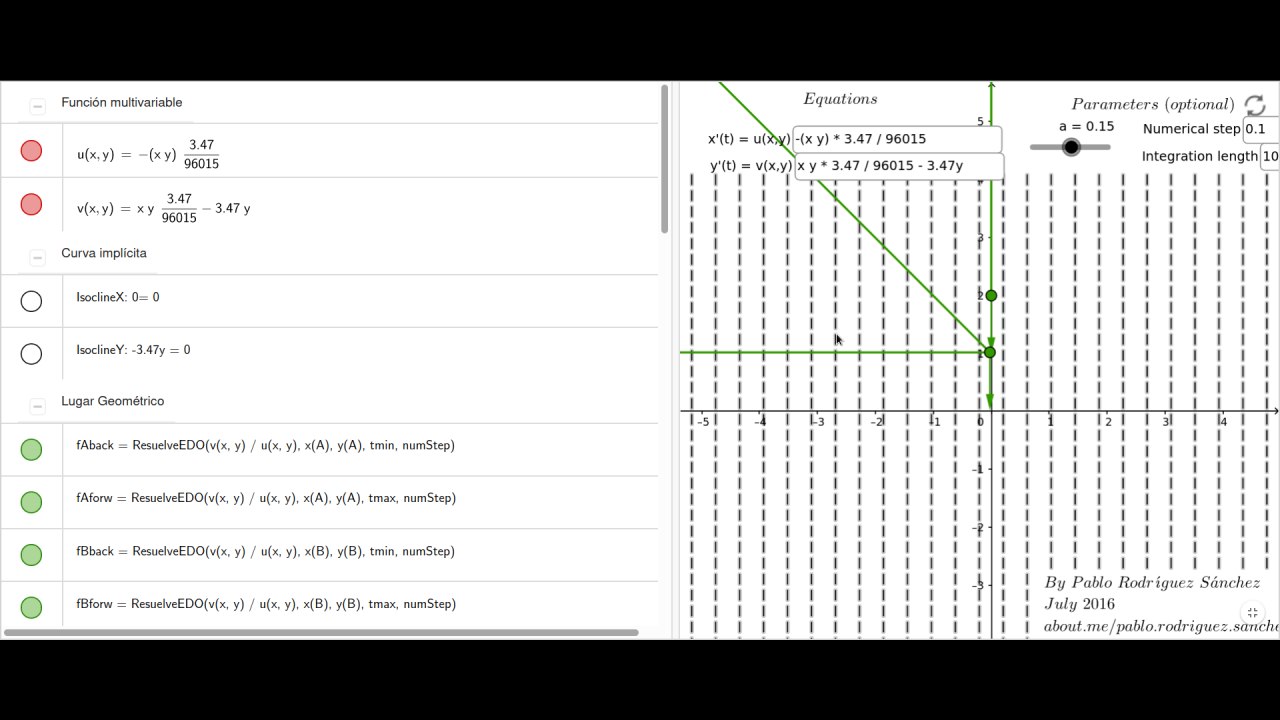 Función multivariable
u(x, y) = −(x y) 3.47/96015
v(x, y) = x y 3.47/96015 − 3.47 y
Curva implícita
IsoclineX: 0= 0
IsoclineY: -3.47y = 0
Lugar Geométrico
fAback = ResuelveEDO(v(x, y) / u(x, y), x(A), y(A), tmin, numStep)
fAforw = ResuelveEDO(v(x, y) / u(x, y), x(A), y(A), tmax, numStep)
fBback = ResuelveEDO(v(x, y) / u(x, y), x(B), y(B), tmin, numStep)
fBforw = ResuelveEDO(v(x, y) / u(x, y), x(B), y(B), tmax, numStep)
Equations
x'(t) = u(x,y) -(x y) * 3.47 / 96015
y'(t) = v(x,y) x y * 3.47 / 96015 - 3.47y
Parameters (optional)
a = 0.15
Numerical step 0.1
Integration length 10
5
3
2
1
-5 -4 -3 -2 -1 0 1 2 3 4
-1
-2
-3
By Pablo Rodríguez Sánchez
July 2016
about.me/pablo.rodriguez.sanche